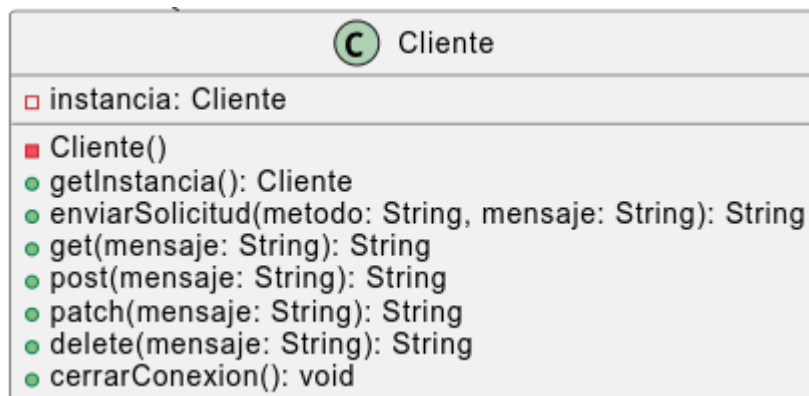 C Cliente
instancia: Cliente
Cliente()
getInstancia(): Cliente
enviarSolicitud(metodo: String, mensaje: String): String
get(mensaje: String): String
post(mensaje: String): String
patch(mensaje: String): String
delete(mensaje: String): String
cerrarConexion(): void